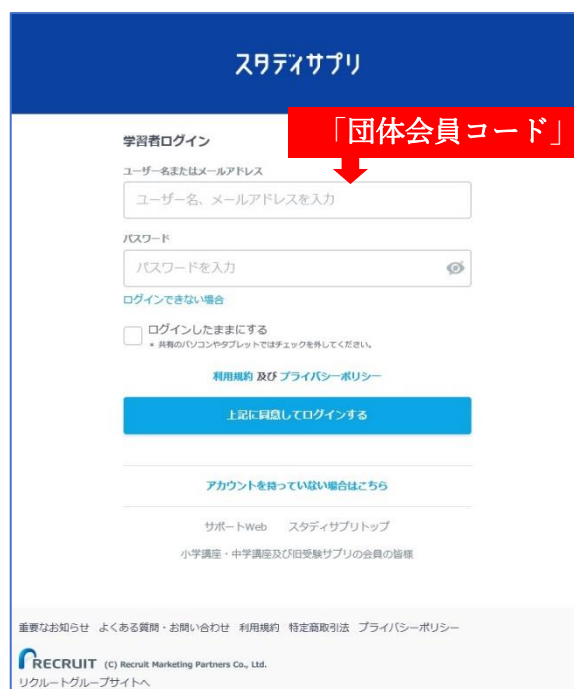 スタディサプリ
「団体会員コード」
学習者ログイン
ユーザー名またはメールアドレス
ユーザー名、メールアドレスを入力
パスワード
パスワードを入力
ログインできない場合
ログインしたままにする
* 共有のパソコンやタブレットではチェックを外してください。
利用規約 及び プライバシーポリシー
上記に同意してログインする
アカウントを持っていない場合はこちら
サポートWeb スタディサプリトップ
小学講座・中学講座及び旧受験サプリの会員の皆様
重要なお知らせ よくある質問・お問い合わせ 利用規約 特定商取引法 プライバシーポリシー
RECRUIT (C) Recruit Marketing Partners Co., Ltd.
リクルートグループサイトへ